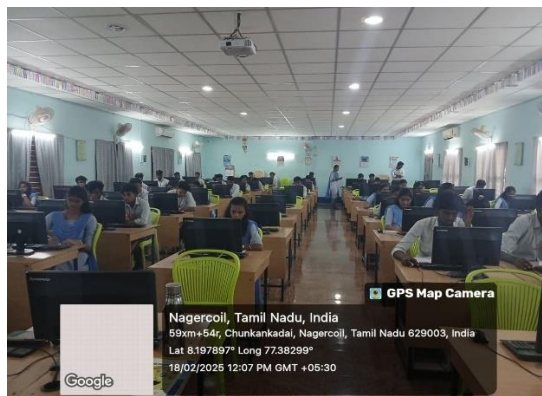 GPS Map Camera
Nagercoil, Tamil Nadu, India
59xm+54r, Chunkankadai, Nagercoil, Tamil Nadu 629003, India
Lat 8.197897° Long 77.38299°
18/02/2025 12:07 PM GMT +05:30
Google